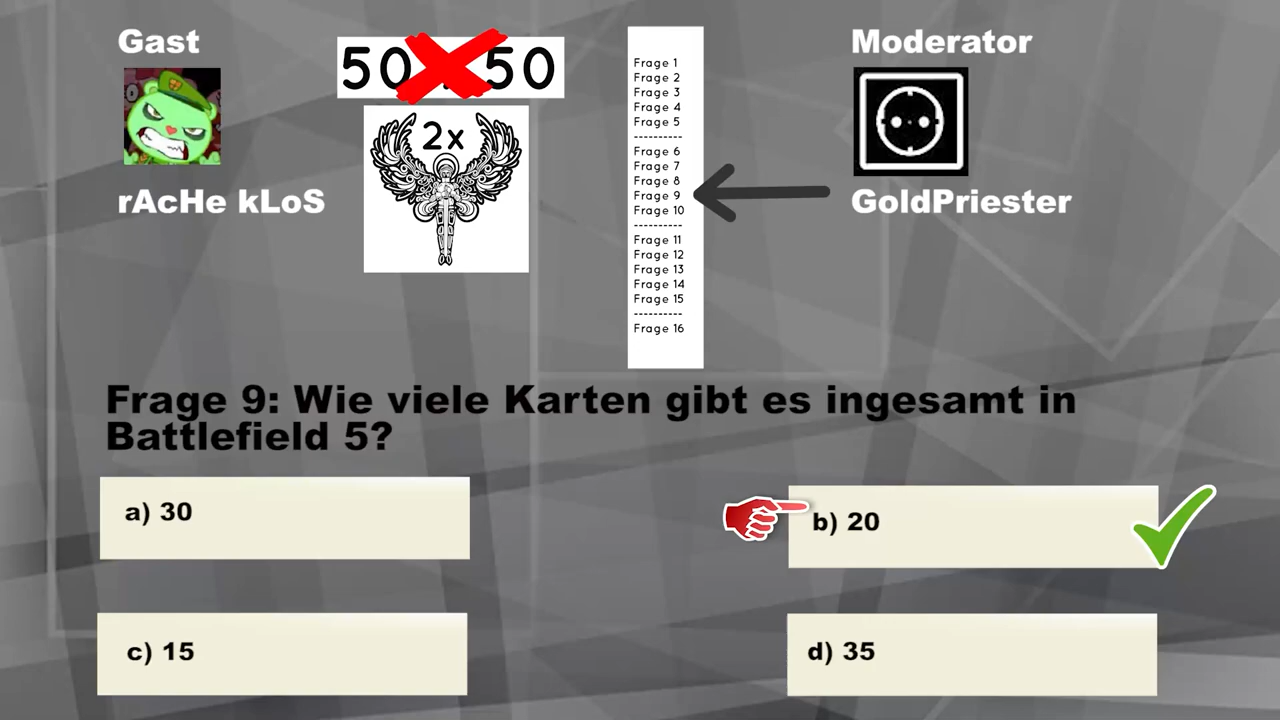 Gast
rAcHe kLoS
50 50
2x
Frage 1
Frage 2
Frage 3
Frage 4
Frage 5
----------
Frage 6
Frage 7
Frage 8
Frage 9
Frage 10
----------
Frage 11
Frage 12
Frage 13
Frage 14
Frage 15
----------
Frage 16
Moderator
GoldPriester
Frage 9: Wie viele Karten gibt es ingesamt in
Battlefield 5?
a) 30
b) 20
c) 15
d) 35